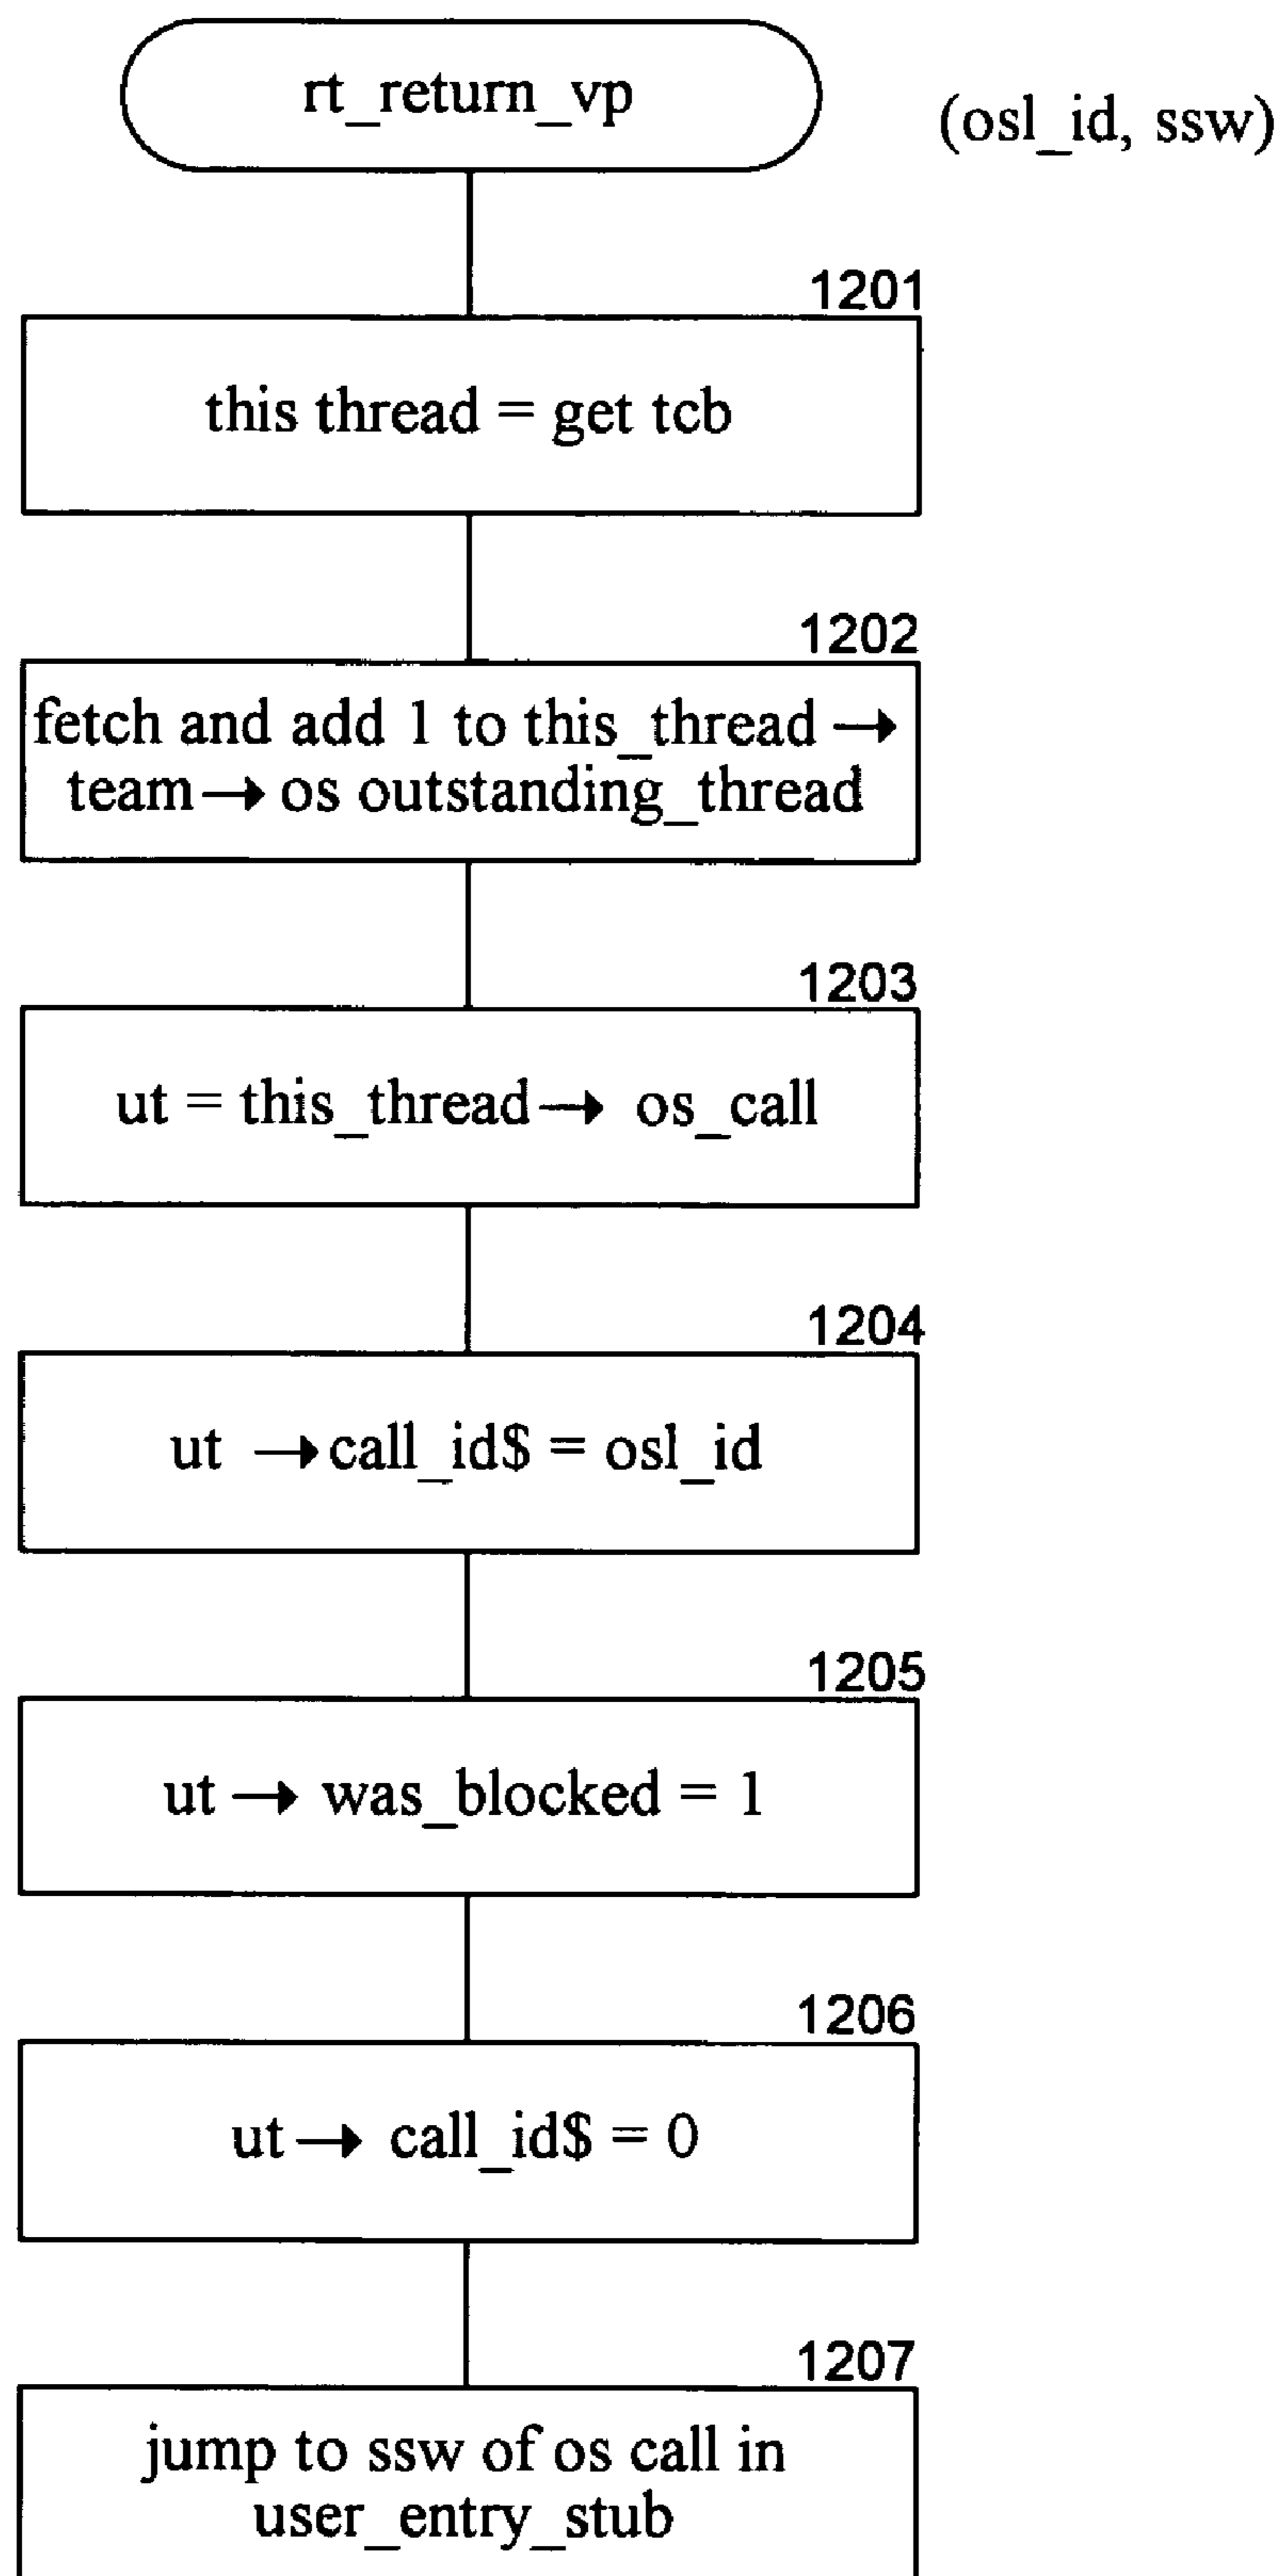 rt_return_vp
(osl_id, ssw)
1201
this thread = get tcb
1202
fetch and add 1 to this_thread →
team → os outstanding_thread
1203
ut = this_thread → os_call
1204
ut → call_id$ = osl_id
1205
ut → was_blocked = 1
1206
ut → call_id$ = 0
1207
jump to ssw of os call in
user_entry_stub